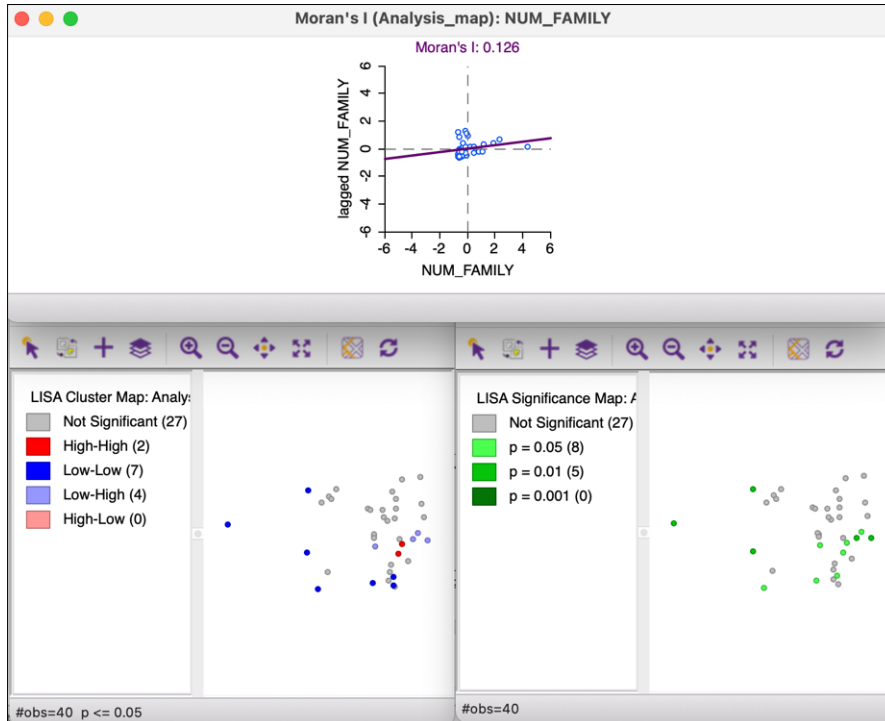 Moran's I (Analysis_map): NUM_FAMILY
Moran's I: 0.126
6
4
2
0
-2
-4
-6
lagged NUM_FAMILY
-6 -4 -2 0 2 4 6
NUM_FAMILY
LISA Cluster Map: Analys
Not Significant (27)
High-High (2)
Low-Low (7)
Low-High (4)
High-Low (0)
#obs=40 p <= 0.05
LISA Significance Map: A
Not Significant (27)
p = 0.05 (8)
p = 0.01 (5)
p = 0.001 (0)
#obs=40